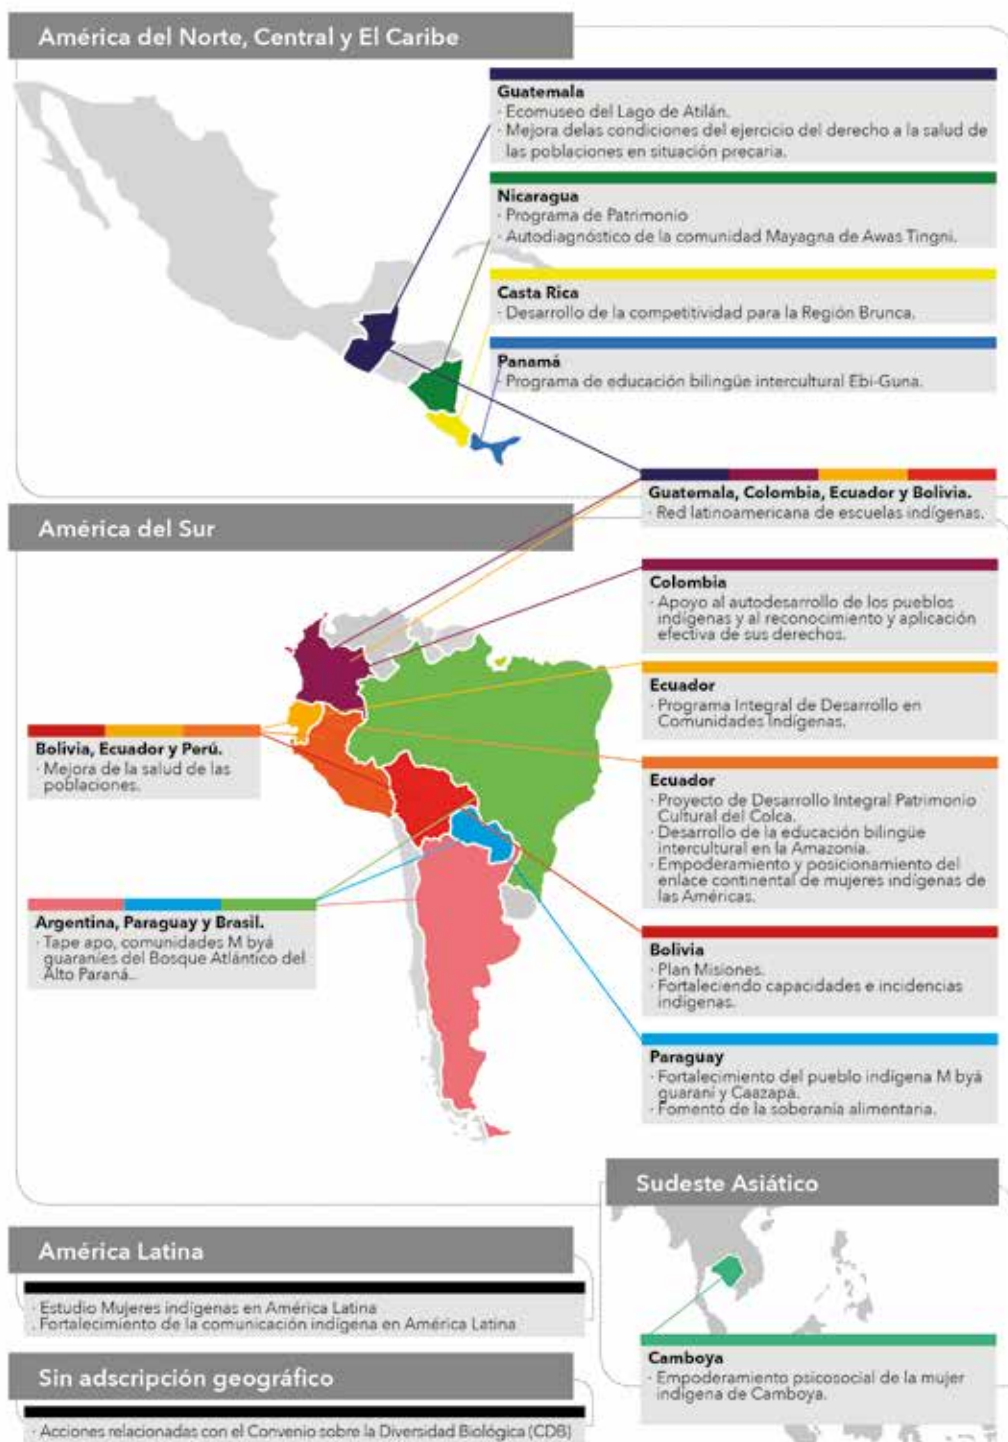 América del Norte, Central y El Caribe
Guatemala
· Ecomuseo del Lago de Atilán.
· Mejora delas condiciones del ejercicio del derecho a la salud de
las poblaciones en situación precaria.
Nicaragua
· Programa de Patrimonio
· Autodiagnóstico de la comunidad Mayagna de Awas Tingni.
Casta Rica
· Desarrollo de la competitividad para la Región Brunca.
Panamá
· Programa de educación bilingüe intercultural Ebi-Guna.
Guatemala, Colombia, Ecuador y Bolivia.
· Red latinoamericana de escuelas indígenas.
América del Sur
Colombia
· Apoyo al autodesarrollo de los pueblos
indígenas y al reconocimiento y aplicación
efectiva de sus derechos.
Ecuador
· Programa Integral de Desarrollo en
Comunidades Indígenas.
Bolivia, Ecuador y Perú.
· Mejora de la salud de las
poblaciones.
Ecuador
· Proyecto de Desarrollo Integral Patrimonio
Cultural del Colca.
· Desarrollo de la educación bilingüe
intercultural en la Amazonía.
· Empoderamiento y posicionamiento del
enlace continental de mujeres indígenas de
las Américas.
Argentina, Paraguay y Brasil.
· Tape apo, comunidades M byá
guaraníes del Bosque Atlántico del
Alto Paraná..
Bolivia
· Plan Misiones.
· Fortaleciendo capacidades e incidencias
indígenas.
Paraguay
· Fortalecimiento del pueblo indígena M byá
guaraní y Caazapá.
· Fomento de la soberanía alimentaria.
Sudeste Asiático
Camboya
· Empoderamiento psicosocial de la mujer
indígena de Camboya.
América Latina
· Estudio Mujeres indígenas en América Latina
. Fortalecimiento de la comunicación indígena en América Latina
Sin adscripción geográfico
· Acciones relacionadas con el Convenio sobre la Diversidad Biológica (CDB)